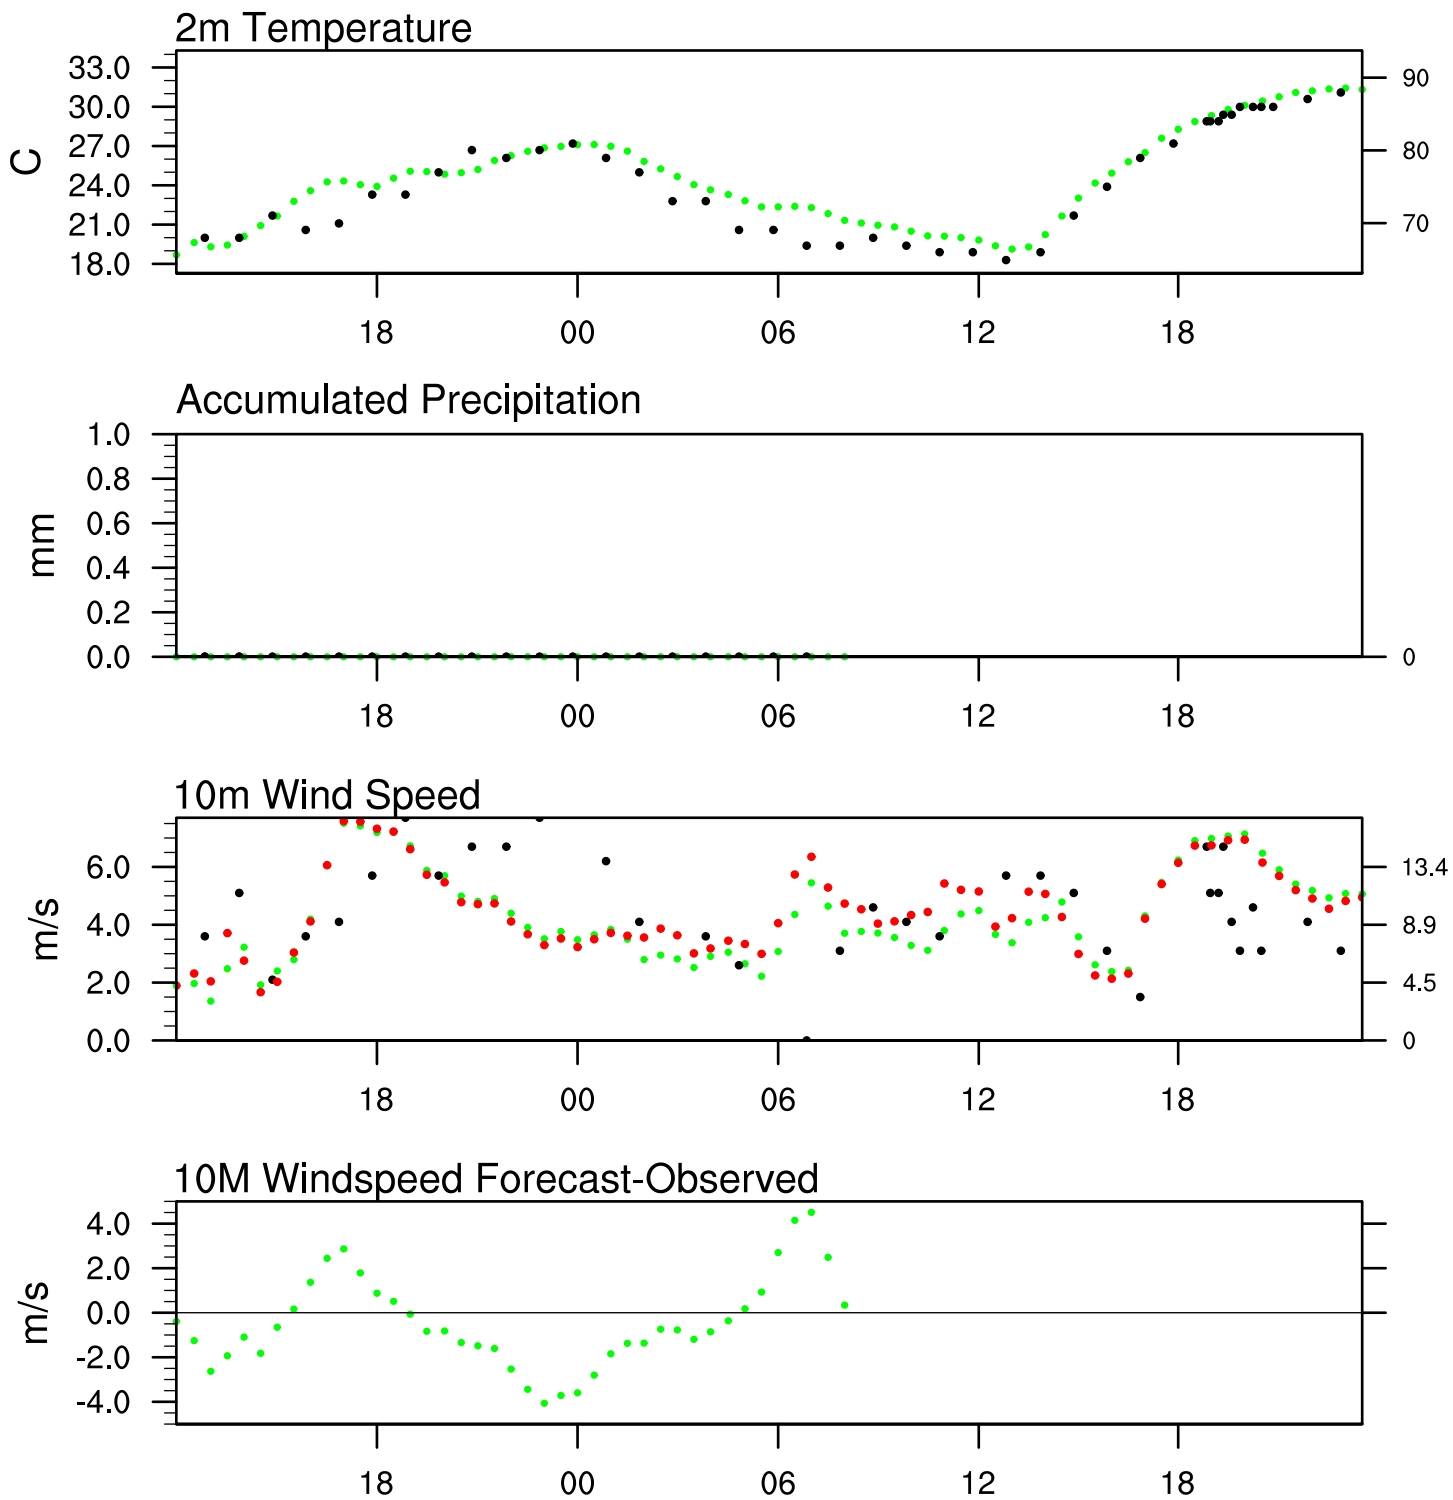 2m Temperature
33.0
30.0
27.0
24.0
21.0
18.0
C
90
80
70
18 00 06 12 18
Accumulated Precipitation
1.0
0.8
0.6
0.4
0.2
0.0
mm
0
18 00 06 12 18
10m Wind Speed
6.0
4.0
2.0
0.0
m/s
13.4
8.9
4.5
0
18 00 06 12 18
10M Windspeed Forecast-Observed
4.0
2.0
0.0
-2.0
-4.0
m/s
18 00 06 12 18